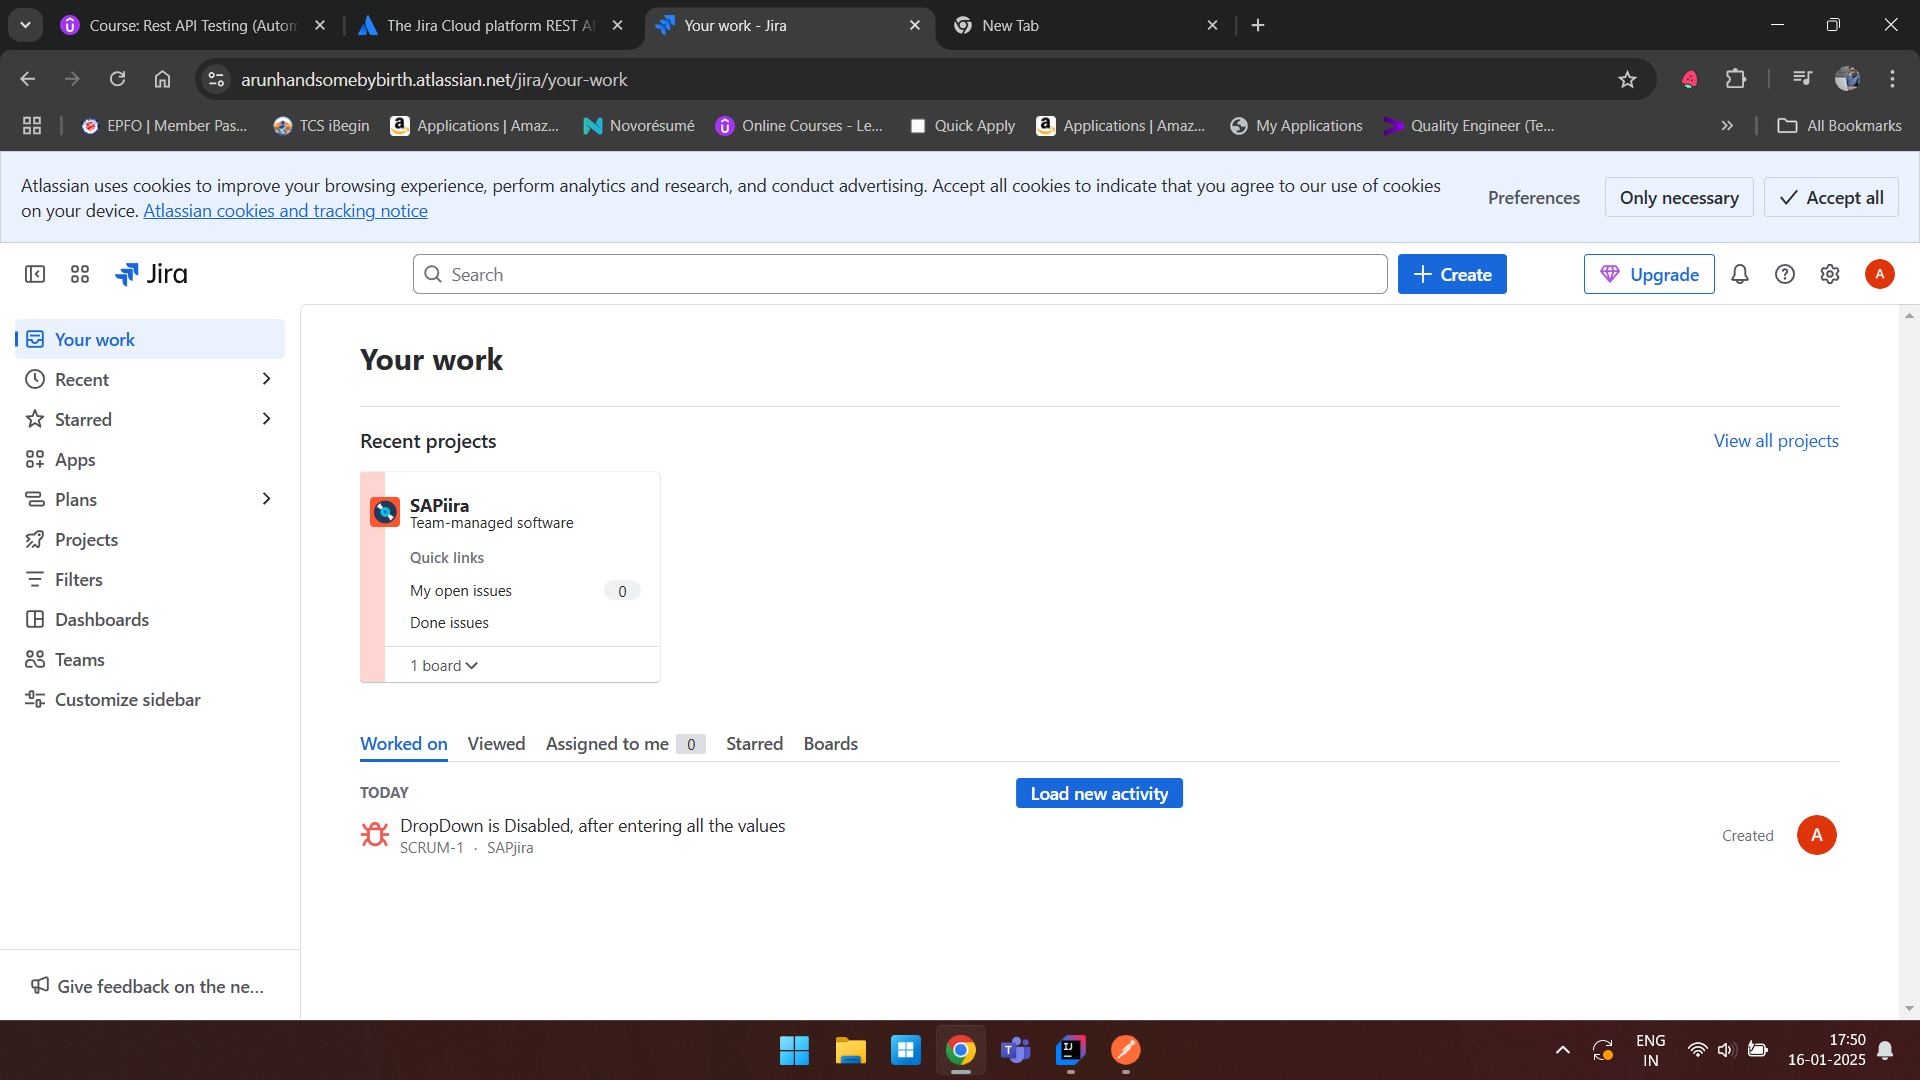 Course: Rest API Testing (Autom
The Jira Cloud platform REST A
Your work - Jira
New Tab
arunhandsomebybirth.atlassian.net/jira/your-work
EPFO | Member Pas...
TCS iBegin
Applications | Amaz...
Novorésumé
Online Courses - Le...
Quick Apply
Applications | Amaz...
My Applications
Quality Engineer (Te...
All Bookmarks
Atlassian uses cookies to improve your browsing experience, perform analytics and research, and conduct advertising. Accept all cookies to indicate that you agree to our use of cookies
on your device. Atlassian cookies and tracking notice
Preferences
Only necessary
Accept all
Jira
Search
Create
Upgrade
A
Your work
Recent
Starred
Apps
Plans
Projects
Filters
Dashboards
Teams
Customize sidebar
Give feedback on the ne...
Your work
Recent projects
View all projects
SAPjira
Team-managed software
Quick links
My open issues
0
Done issues
1 board
Worked on
Viewed
Assigned to me 0
Starred
Boards
TODAY
Load new activity
DropDown is Disabled, after entering all the values
SCRUM-1 · SAPjira
Created
A
ENG
IN
17:50
16-01-2025